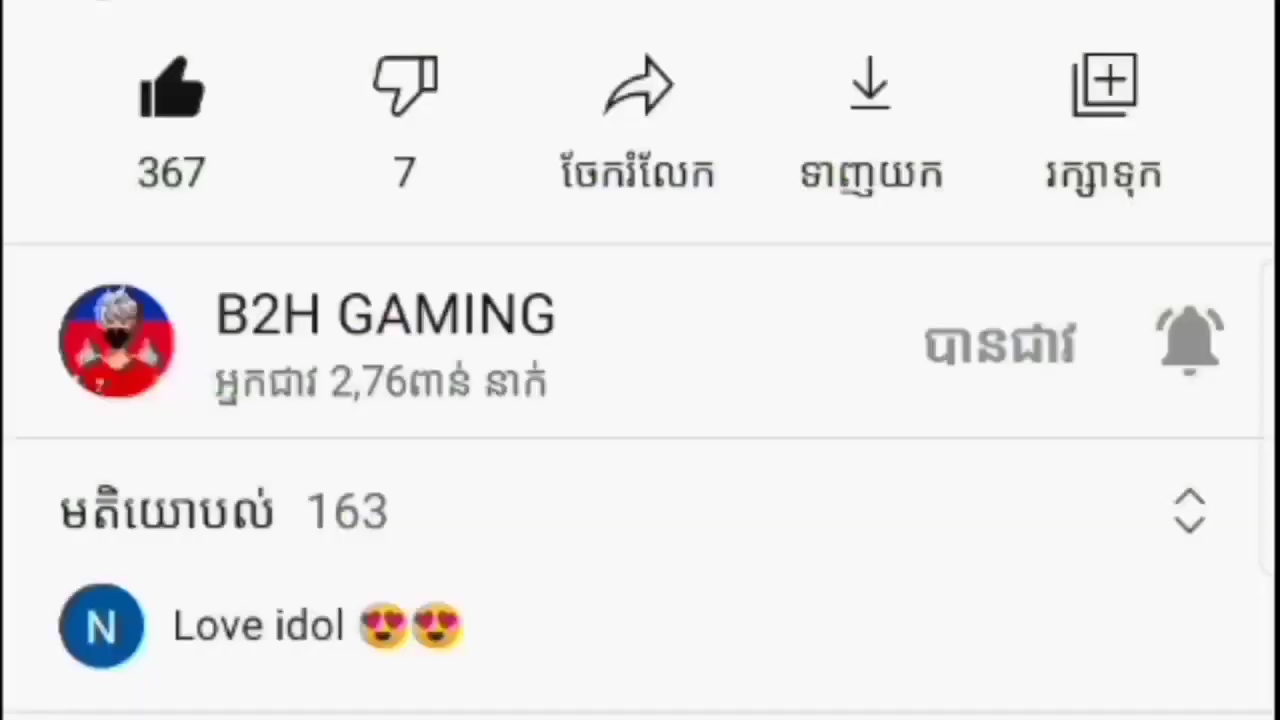 367 7 ចែករំលែក ទាញយក រក្សាទុក
B2H GAMING
អ្នកជាវ 2,76ពាន់ នាក់
បានជាវ
មតិយោបល់ 163
N Love idol 😍😍